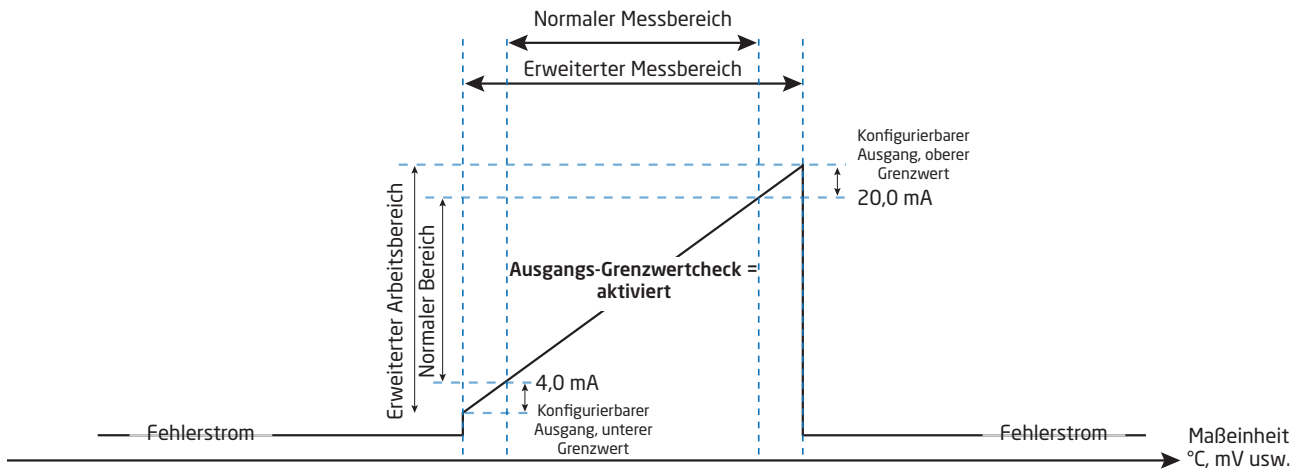 Normaler Messbereich
Erweiterter Messbereich
Konfigurierbarer
Ausgang, oberer
Grenzwert
20,0 mA
Erweiterter Arbeitsbereich
Normaler Bereich
Ausgangs-Grenzwertcheck =
aktiviert
4,0 mA
Konfigurierbarer
Ausgang, unterer
Grenzwert
Fehlerstrom
Fehlerstrom
Maßeinheit
°C, mV usw.